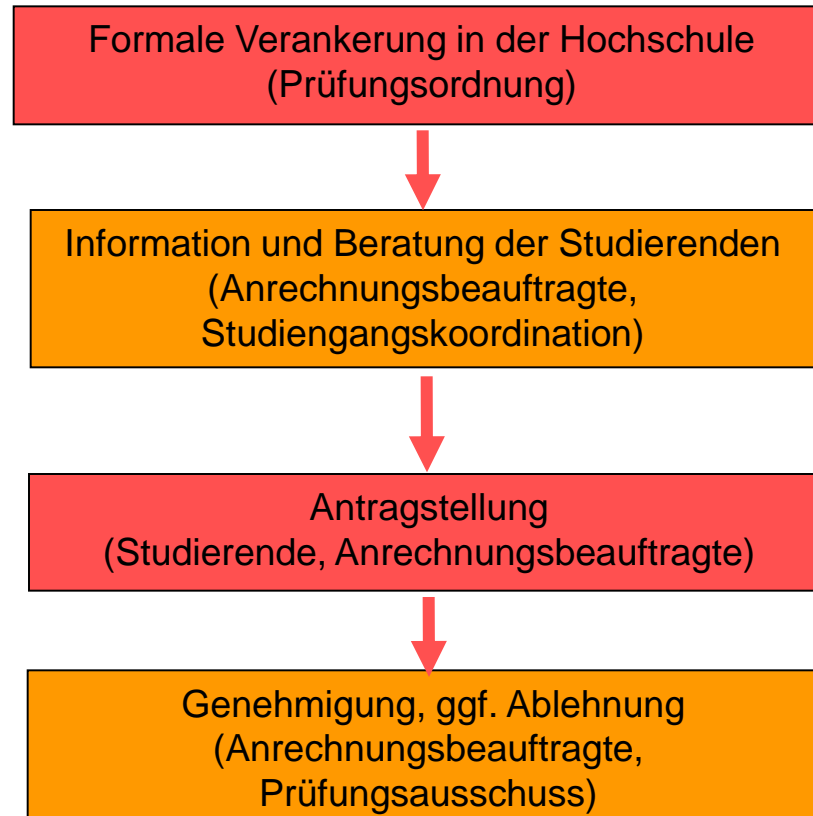 Formale Verankerung in der Hochschule
(Prüfungsordnung)
Information und Beratung der Studierenden
(Anrechnungsbeauftragte,
Studiengangskoordination)
Antragstellung
(Studierende, Anrechnungsbeauftragte)
Genehmigung, ggf. Ablehnung
(Anrechnungsbeauftragte,
Prüfungsausschuss)